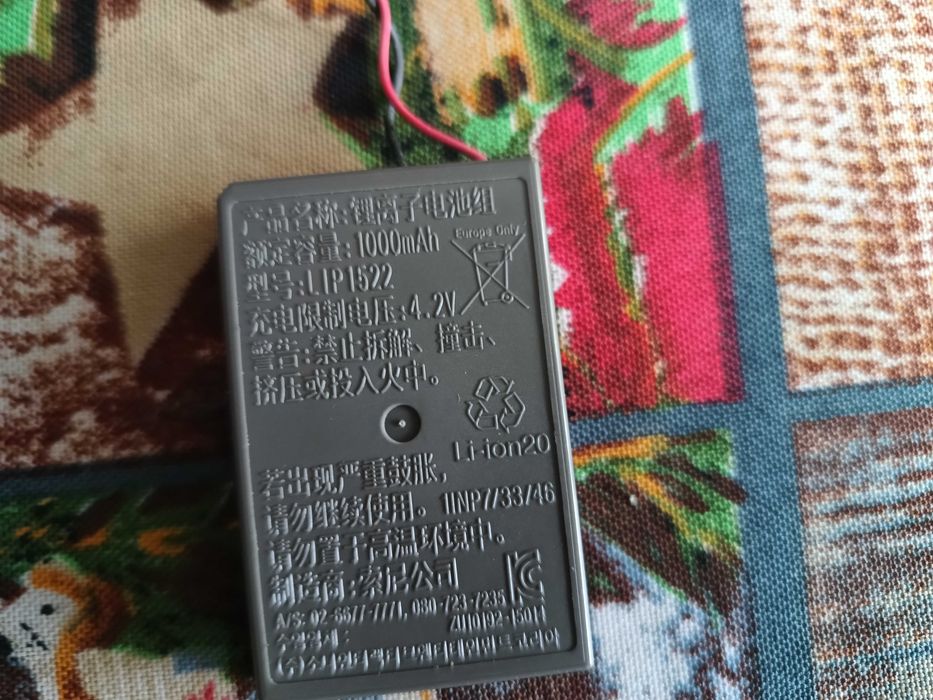 产品名称:锂离子电池组
额定容量: 1000mAh
Europe Only
型号:LIP1522
充电限制电压:4.2V
警告:禁止拆解、撞击、
挤压或投入火中。
Li-ion20
若出现严重鼓胀,
请勿继续使用。 1INP7/33/46
请勿置于高温环境中。
制造商:索尼公司
A/S: 02-6677-7771, 080-723-7235